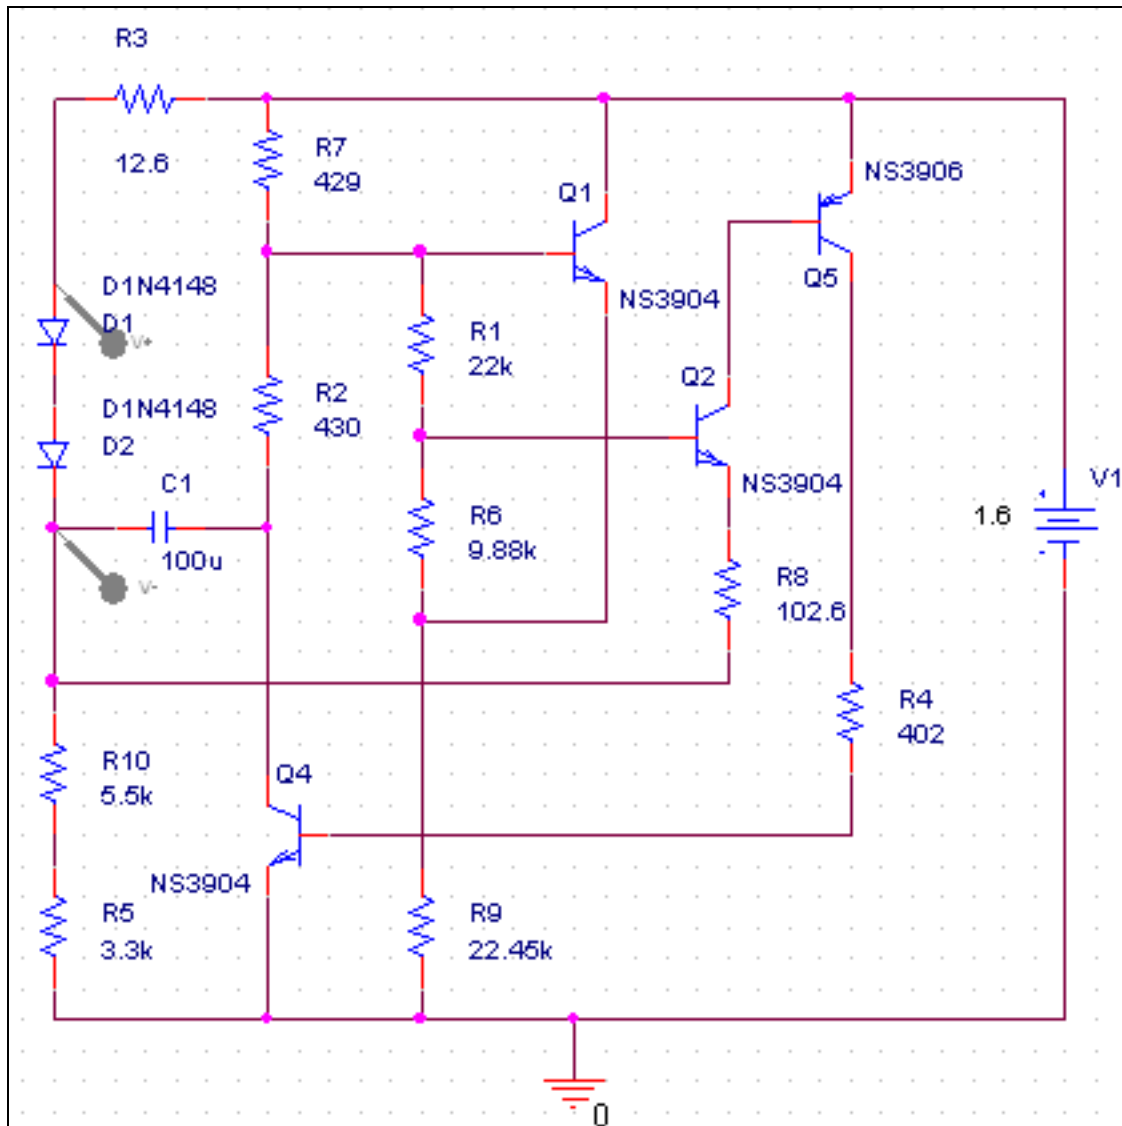 R3
12.6
R7
429
NS3906
Q1
Q5
D1N4148
D1
V+
NS3904
R1
22k
Q2
D1N4148
D2
R2
430
C1
100u
V-
R6
9.88k
NS3904
V1
1.6
R8
102.6
R4
402
R10
5.5k
Q4
NS3904
R5
3.3k
R9
22.45k
0